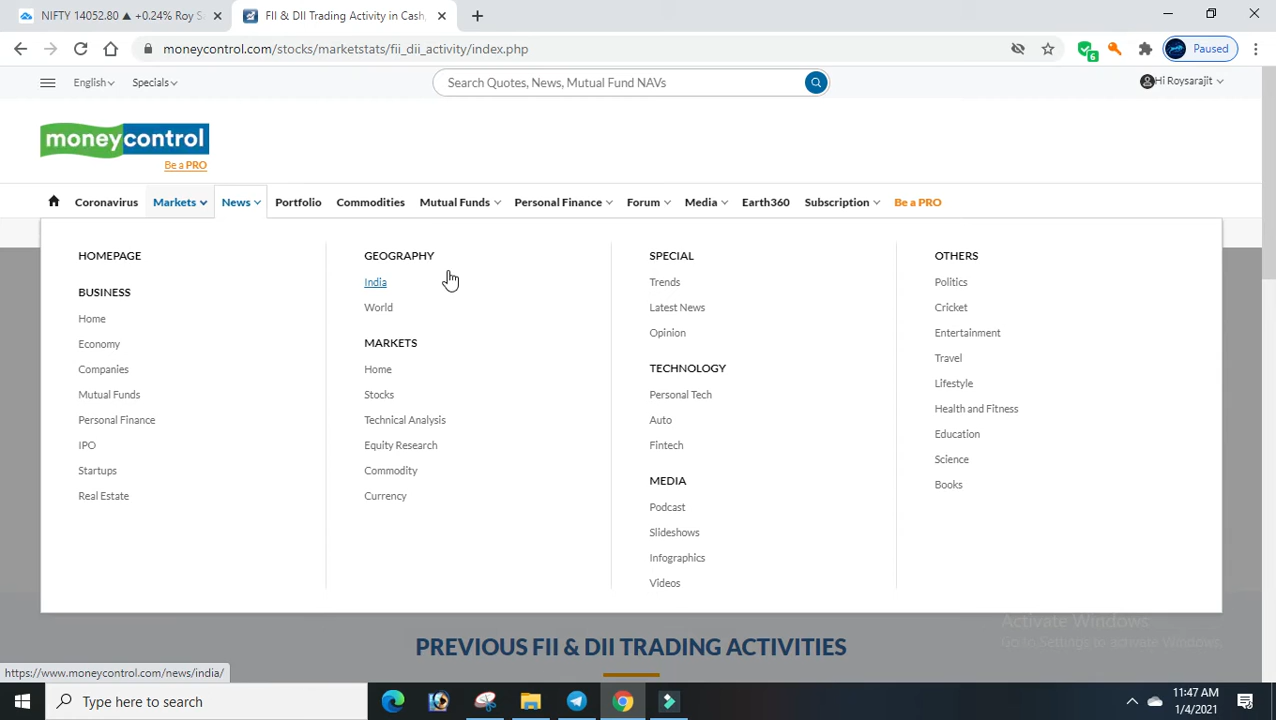 NIFTY 14052.80 ▲ +0.24% Roy S
FII & DII Trading Activity in Cash,
moneycontrol.com/stocks/marketstats/fii_dii_activity/index.php
6
Paused
English
Specials
Search Quotes, News, Mutual Fund NAVs
Hi Roysarajit
moneycontrol
Be a PRO
Coronavirus Markets News Portfolio Commodities Mutual Funds Personal Finance Forum Media Earth360 Subscription Be a PRO
HOMEPAGE
BUSINESS
Home
Economy
Companies
Mutual Funds
Personal Finance
IPO
Startups
Real Estate
GEOGRAPHY
India
World
MARKETS
Home
Stocks
Technical Analysis
Equity Research
Commodity
Currency
SPECIAL
Trends
Latest News
Opinion
TECHNOLOGY
Personal Tech
Auto
Fintech
MEDIA
Podcast
Slideshows
Infographics
Videos
OTHERS
Politics
Cricket
Entertainment
Travel
Lifestyle
Health and Fitness
Education
Science
Books
Activate Windows
Go to Settings to activate Windows.
PREVIOUS FII & DII TRADING ACTIVITIES
https://www.moneycontrol.com/news/india/
Type here to search
11:47 AM
1/4/2021